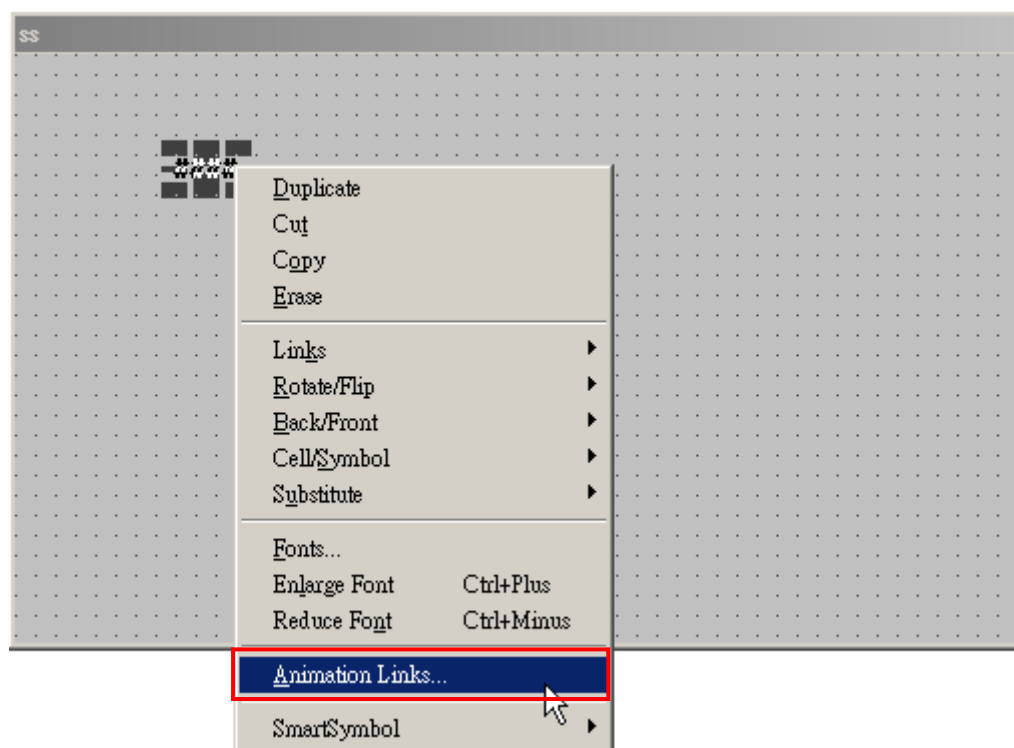 ss
####
Duplicate
Cut
Copy
Erase
Links
Rotate/Flip
Back/Front
Cell/Symbol
Substitute
Fonts...
Enlarge Font Ctrl+Plus
Reduce Font Ctrl+Minus
Animation Links...
SmartSymbol